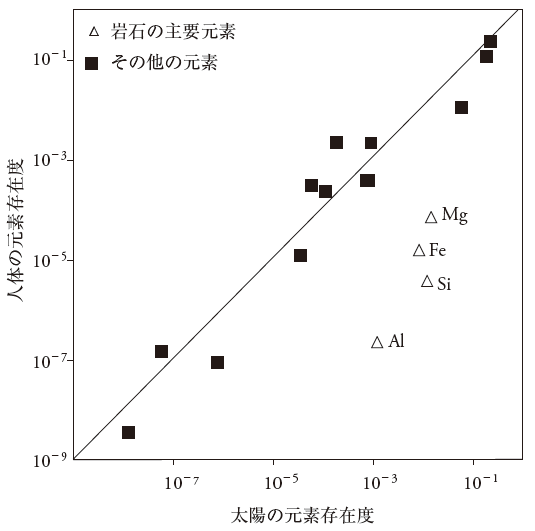 △ 岩石の主要元素
■ その他の元素
10⁻¹
10⁻³
10⁻⁵
10⁻⁷
10⁻⁹
人体の元素存在度
Mg
Fe
Si
Al
10⁻⁷ 10⁻⁵ 10⁻³ 10⁻¹
太陽の元素存在度